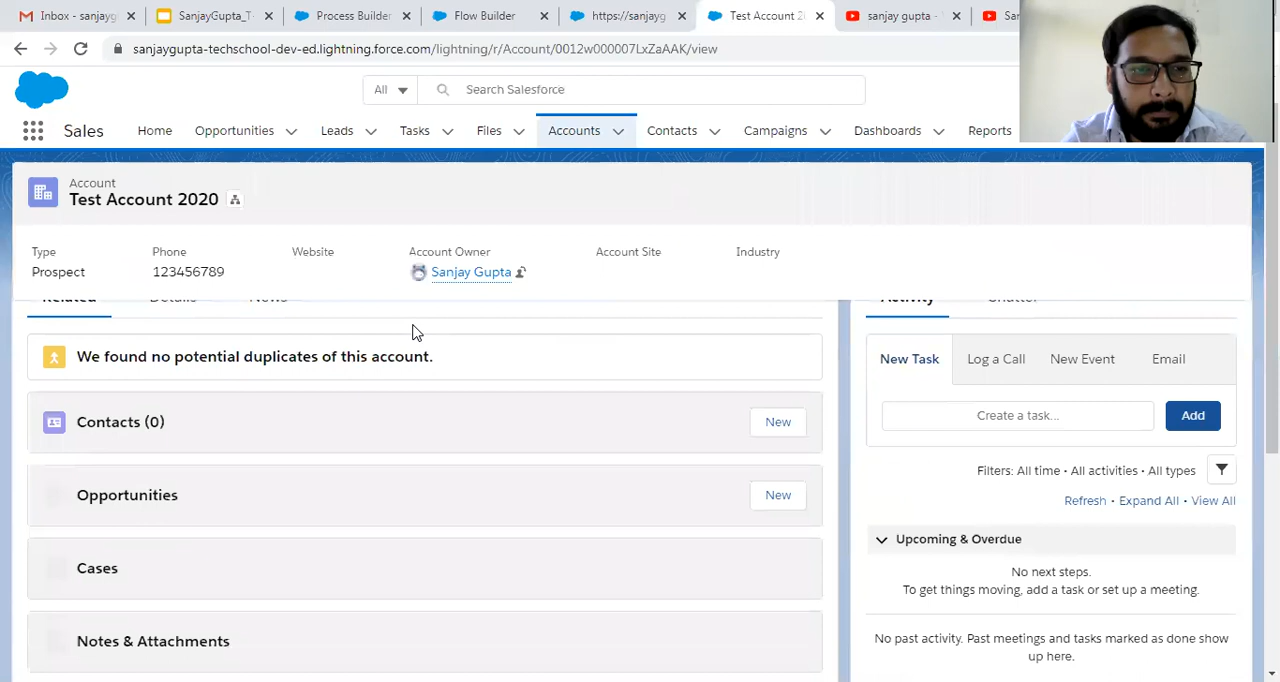 Inbox - sanjayg
SanjayGupta_T
Process Builder
Flow Builder
https://sanjayg
Test Account 2
sanjay gupta -
San
sanjaygupta-techschool-dev-ed.lightning.force.com/lightning/r/Account/0012w000007LxZaAAK/view
All
Search Salesforce
Sales
Home
Opportunities
Leads
Tasks
Files
Accounts
Contacts
Campaigns
Dashboards
Reports
Account
Test Account 2020
Type
Phone
Website
Account Owner
Account Site
Industry
Prospect
123456789
Sanjay Gupta
Related
Details
News
Activity
Chatter
We found no potential duplicates of this account.
Contacts (0)
New
Opportunities
New
Cases
Notes & Attachments
New Task
Log a Call
New Event
Email
Create a task...
Add
Filters: All time • All activities • All types
Refresh • Expand All • View All
Upcoming & Overdue
No next steps.
To get things moving, add a task or set up a meeting.
No past activity. Past meetings and tasks marked as done show
up here.